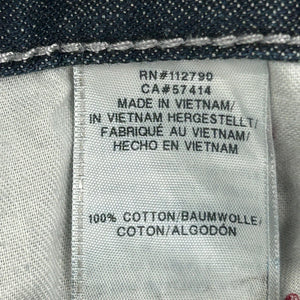 RN#112790
CA#57414
MADE IN VIETNAM/
IN VIETNAM HERGESTELLT/
FABRIQUÉ AU VIETNAM/
HECHO EN VIETNAM
100% COTTON/BAUMWOLLE/
COTON/ALGODÓN